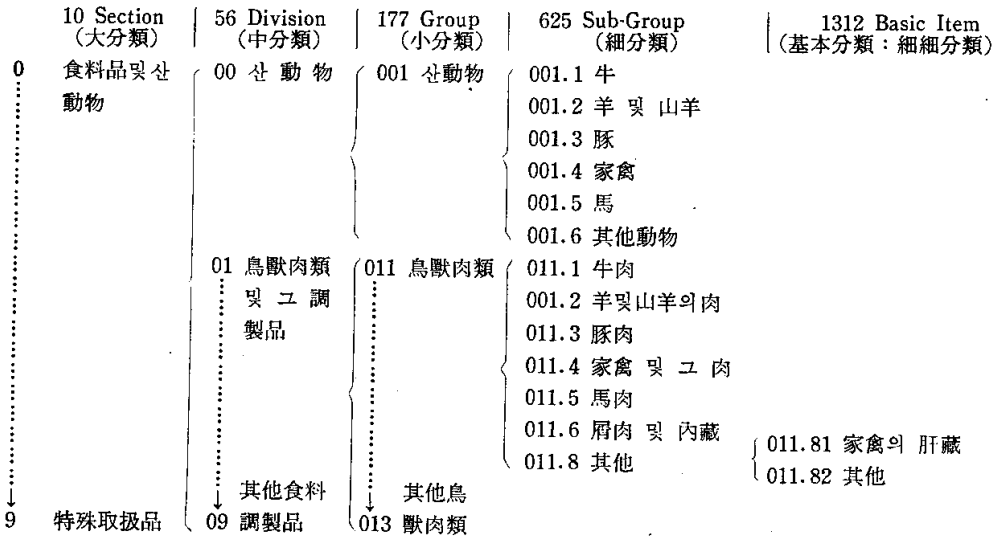 10 Section 56 Division 177 Group 625 Sub-Group 1312 Basic Item
(大分類) (中分類) (小分類) (細分類) (基本分類：細細分類)
0 食料品및산 00 산 動 物 001 산動物 001.1 牛
動物 001.2 羊 및 山羊
001.3 豚
001.4 家禽
001.5 馬
001.6 其他動物
01 鳥獸肉類 011 鳥獸肉類 011.1 牛肉
및 그 調 001.2 羊및山羊의肉
製品 011.3 豚肉
011.4 家禽 및 그 肉
011.5 馬肉
011.6 屑肉 및 內藏 011.81 家禽의 肝藏
011.8 其他 011.82 其他
其他食料 其他鳥
9 特殊取扱品 09 調製品 013 獸肉類